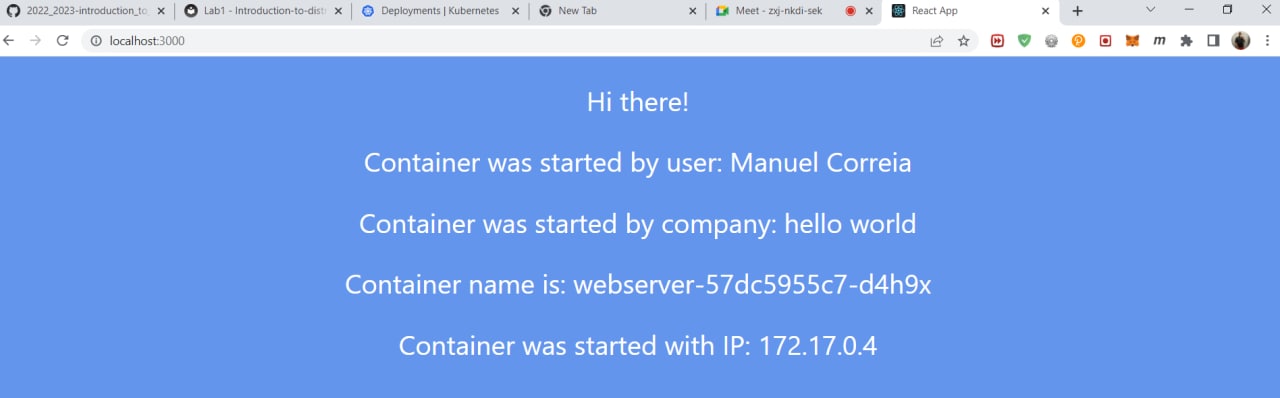 2022_2023-introduction_to_
Lab1 - Introduction-to-distr
Deployments | Kubernetes
New Tab
Meet - zxj-nkdi-sek
React App
localhost:3000
Hi there!
Container was started by user: Manuel Correia
Container was started by company: hello world
Container name is: webserver-57dc5955c7-d4h9x
Container was started with IP: 172.17.0.4